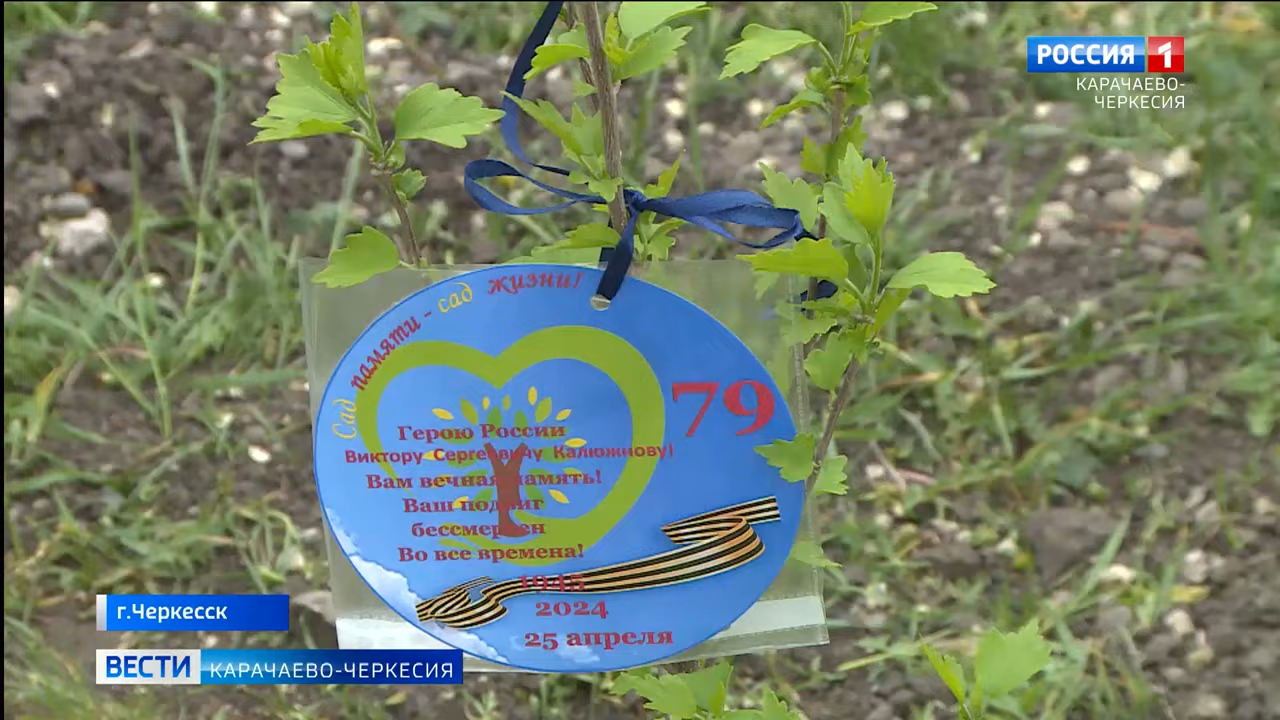 РОССИЯ 1
КАРАЧАЕВО-
ЧЕРКЕСИЯ
Сад памяти - сад жизни!
79
Герою России
Виктору Сергеевичу Калюжнову!
Вам вечная память!
Ваш подвиг
бессмертен
Во все времена!
1945
2024
25 апреля
г.Черкесск
ВЕСТИ КАРАЧАЕВО-ЧЕРКЕСИЯ